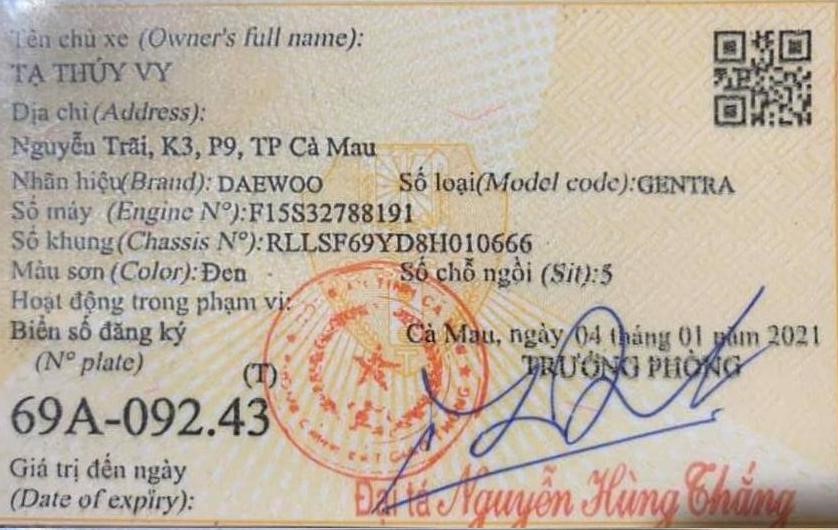 Tên chủ xe (Owner's full name):
TẠ THÚY VY
Địa chỉ (Address):
Nguyễn Trãi, K3, P9, TP Cà Mau
Nhãn hiệu(Brand): DAEWOO Số loại(Model code):GENTRA
Số máy (Engine N°):F15S32788191
Số khung(Chassis N°):RLLSF69YD8H010666
Màu sơn (Color):Đen Số chỗ ngồi (Sit):5
Hoạt động trong phạm vi:
Biển số đăng ký Cà Mau, ngày 04 tháng 01 năm 2021
(N° plate) TRƯỞNG PHÒNG
(T)
69A-092.43
Giá trị đến ngày
(Date of expiry):
Đại tá Nguyễn Hùng Thắng